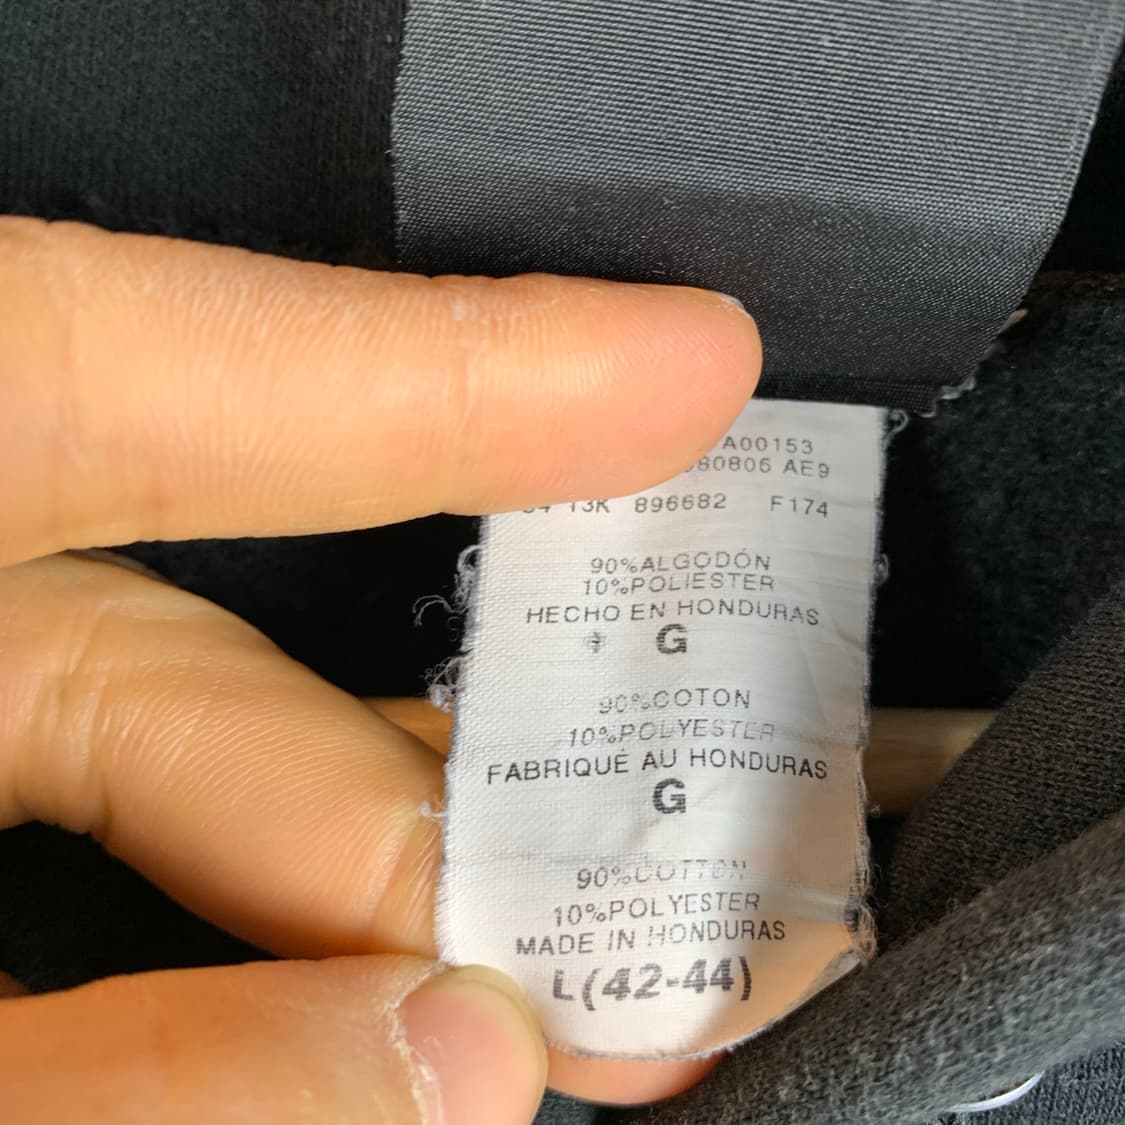 A00153
80806 AE9
13K 896682 F174
90%ALGODÓN
10%POLIESTER
HECHO EN HONDURAS
G
90%COTON
10%POLYESTER
FABRIQUÉ AU HONDURAS
G
90%COTTON
10%POLYESTER
MADE IN HONDURAS
L(42-44)